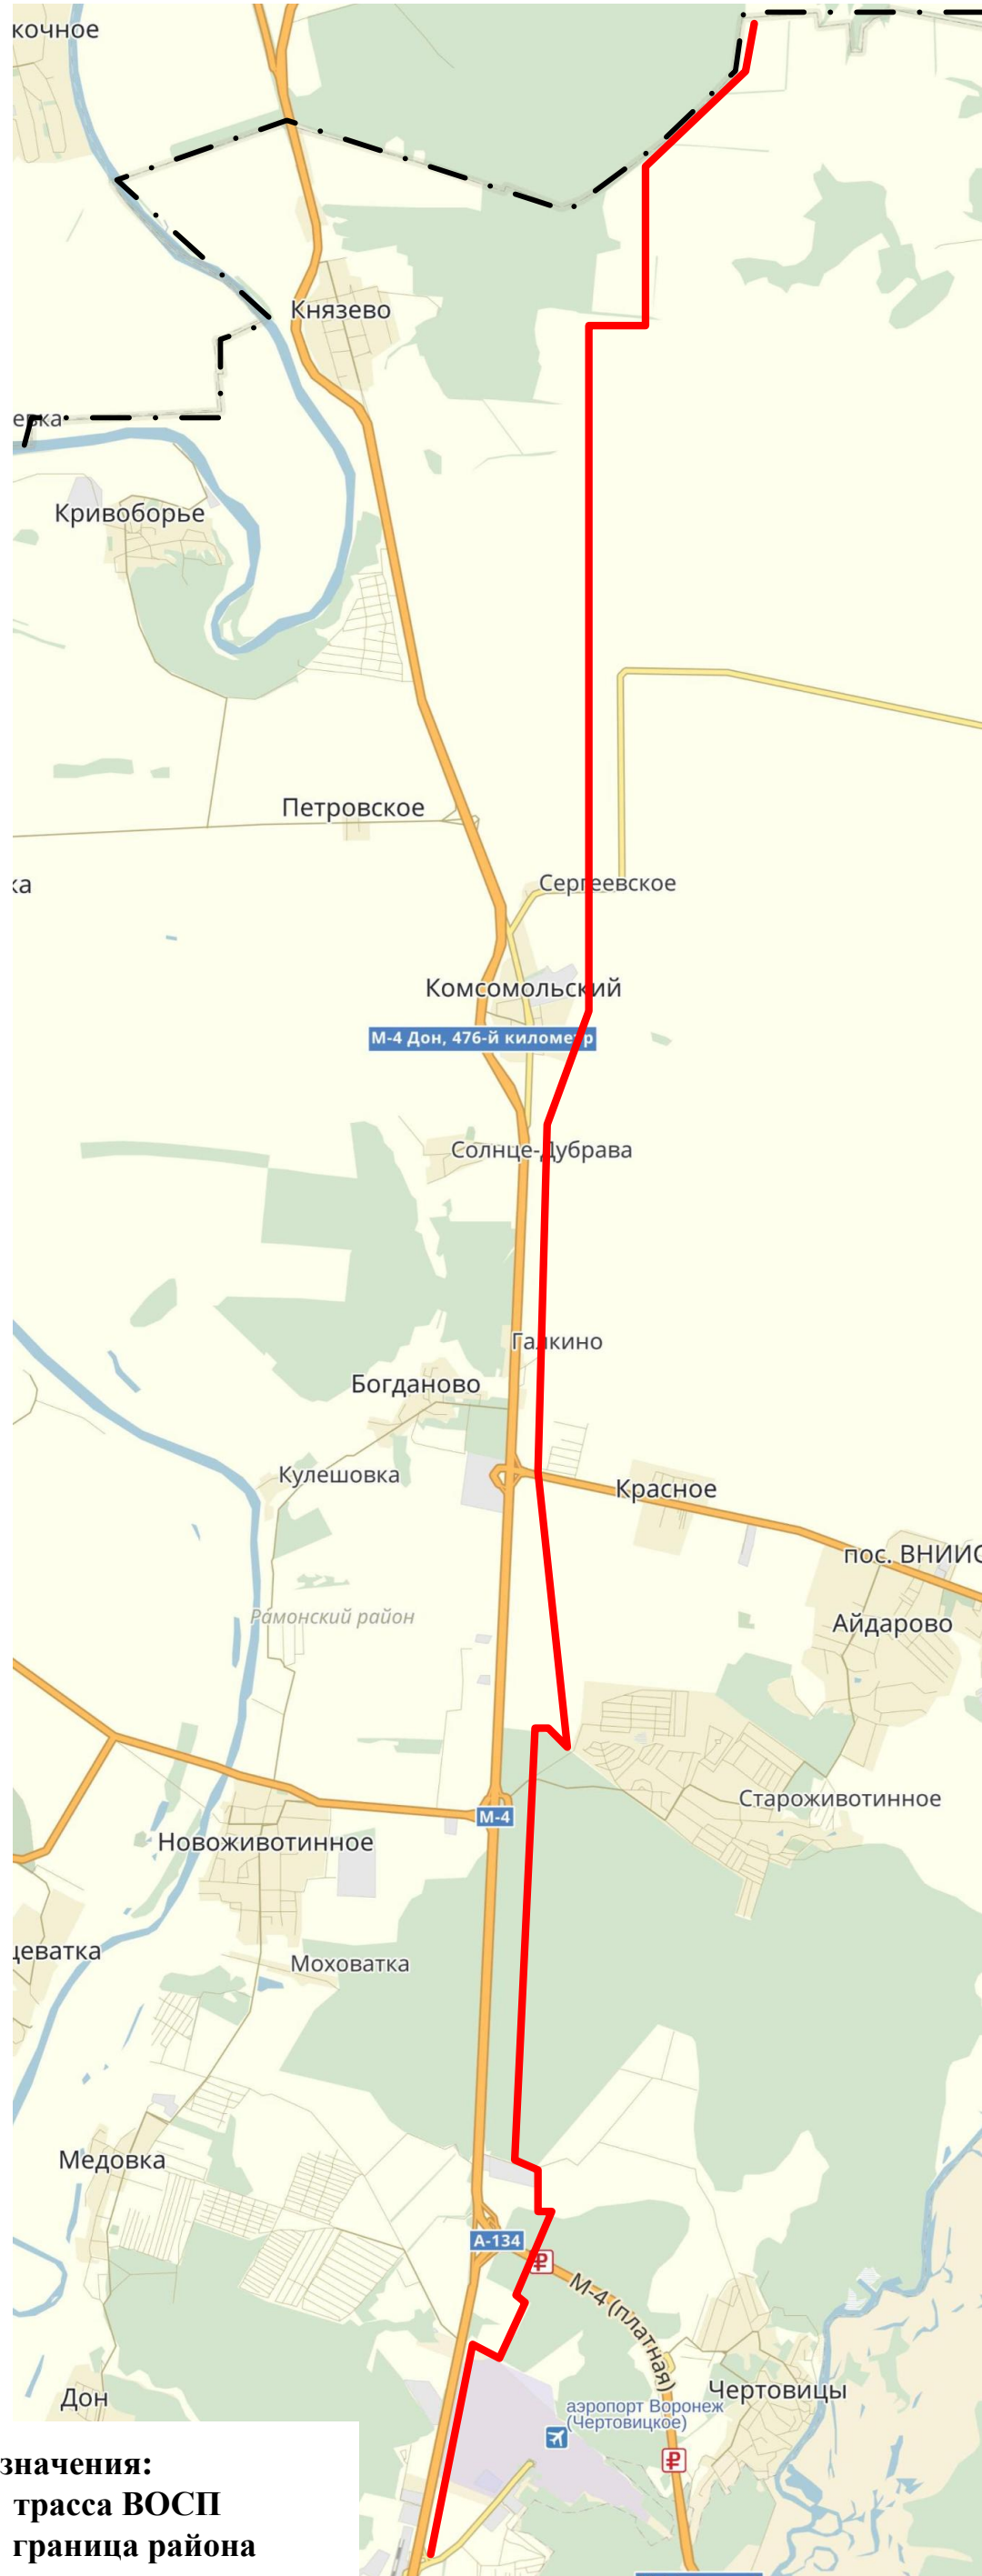 кочное
Князево
евка
Кривоборье
Петровское
ка
Сергеевское
Комсомольский
М-4 Дон, 476-й километр
Солнце-Дубрава
Галкино
Богданово
Кулешовка
Красное
пос. ВНИИС
Рамонский район
Айдарово
Староживотинное
М-4
Новоживотинное
цеватка
Моховатка
Медовка
А-134
М-4 (платная)
Дон
Чертовицы
аэропорт Воронеж
(Чертовицкое)
значения:
трасса ВОСП
граница района